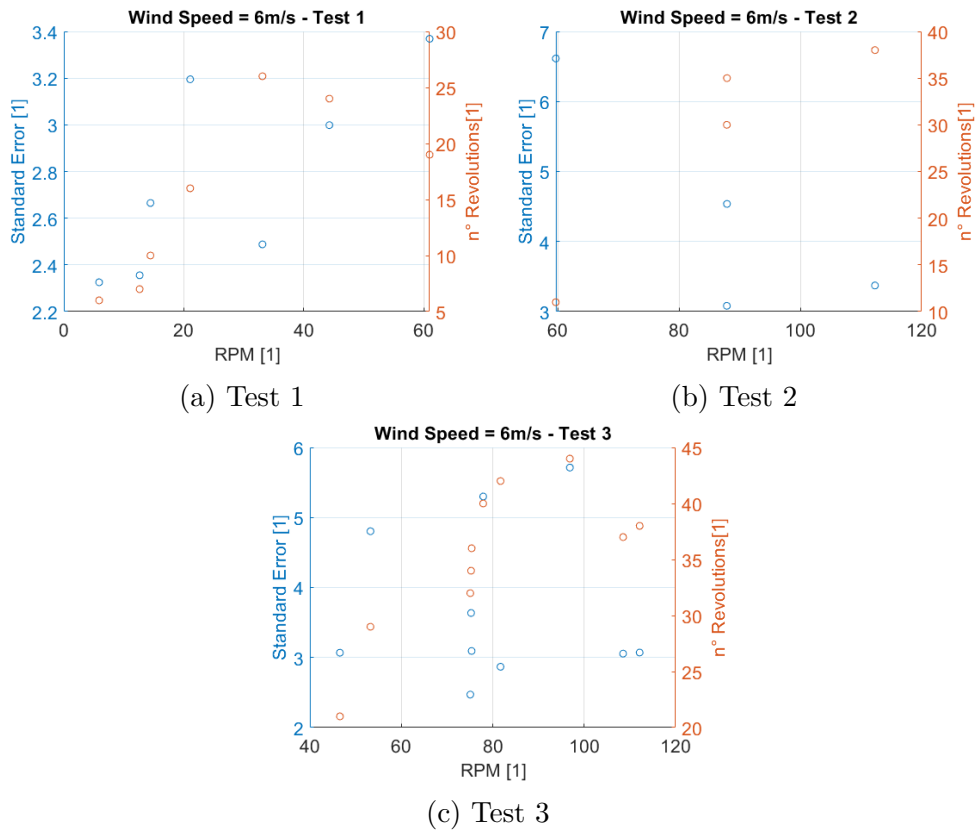 Wind Speed = 6m/s - Test 1
3.4
3.2
3
2.8
2.6
2.4
2.2
Standard Error [1]
30
25
20
15
10
5
n° Revolutions[1]
0 20 40 60
RPM [1]
(a) Test 1
Wind Speed = 6m/s - Test 2
7
6
5
4
3
Standard Error [1]
40
35
30
25
20
15
10
n° Revolutions[1]
60 80 100 120
RPM [1]
(b) Test 2
Wind Speed = 6m/s - Test 3
6
5
4
3
2
Standard Error [1]
45
40
35
30
25
20
n° Revolutions[1]
40 60 80 100 120
RPM [1]
(c) Test 3